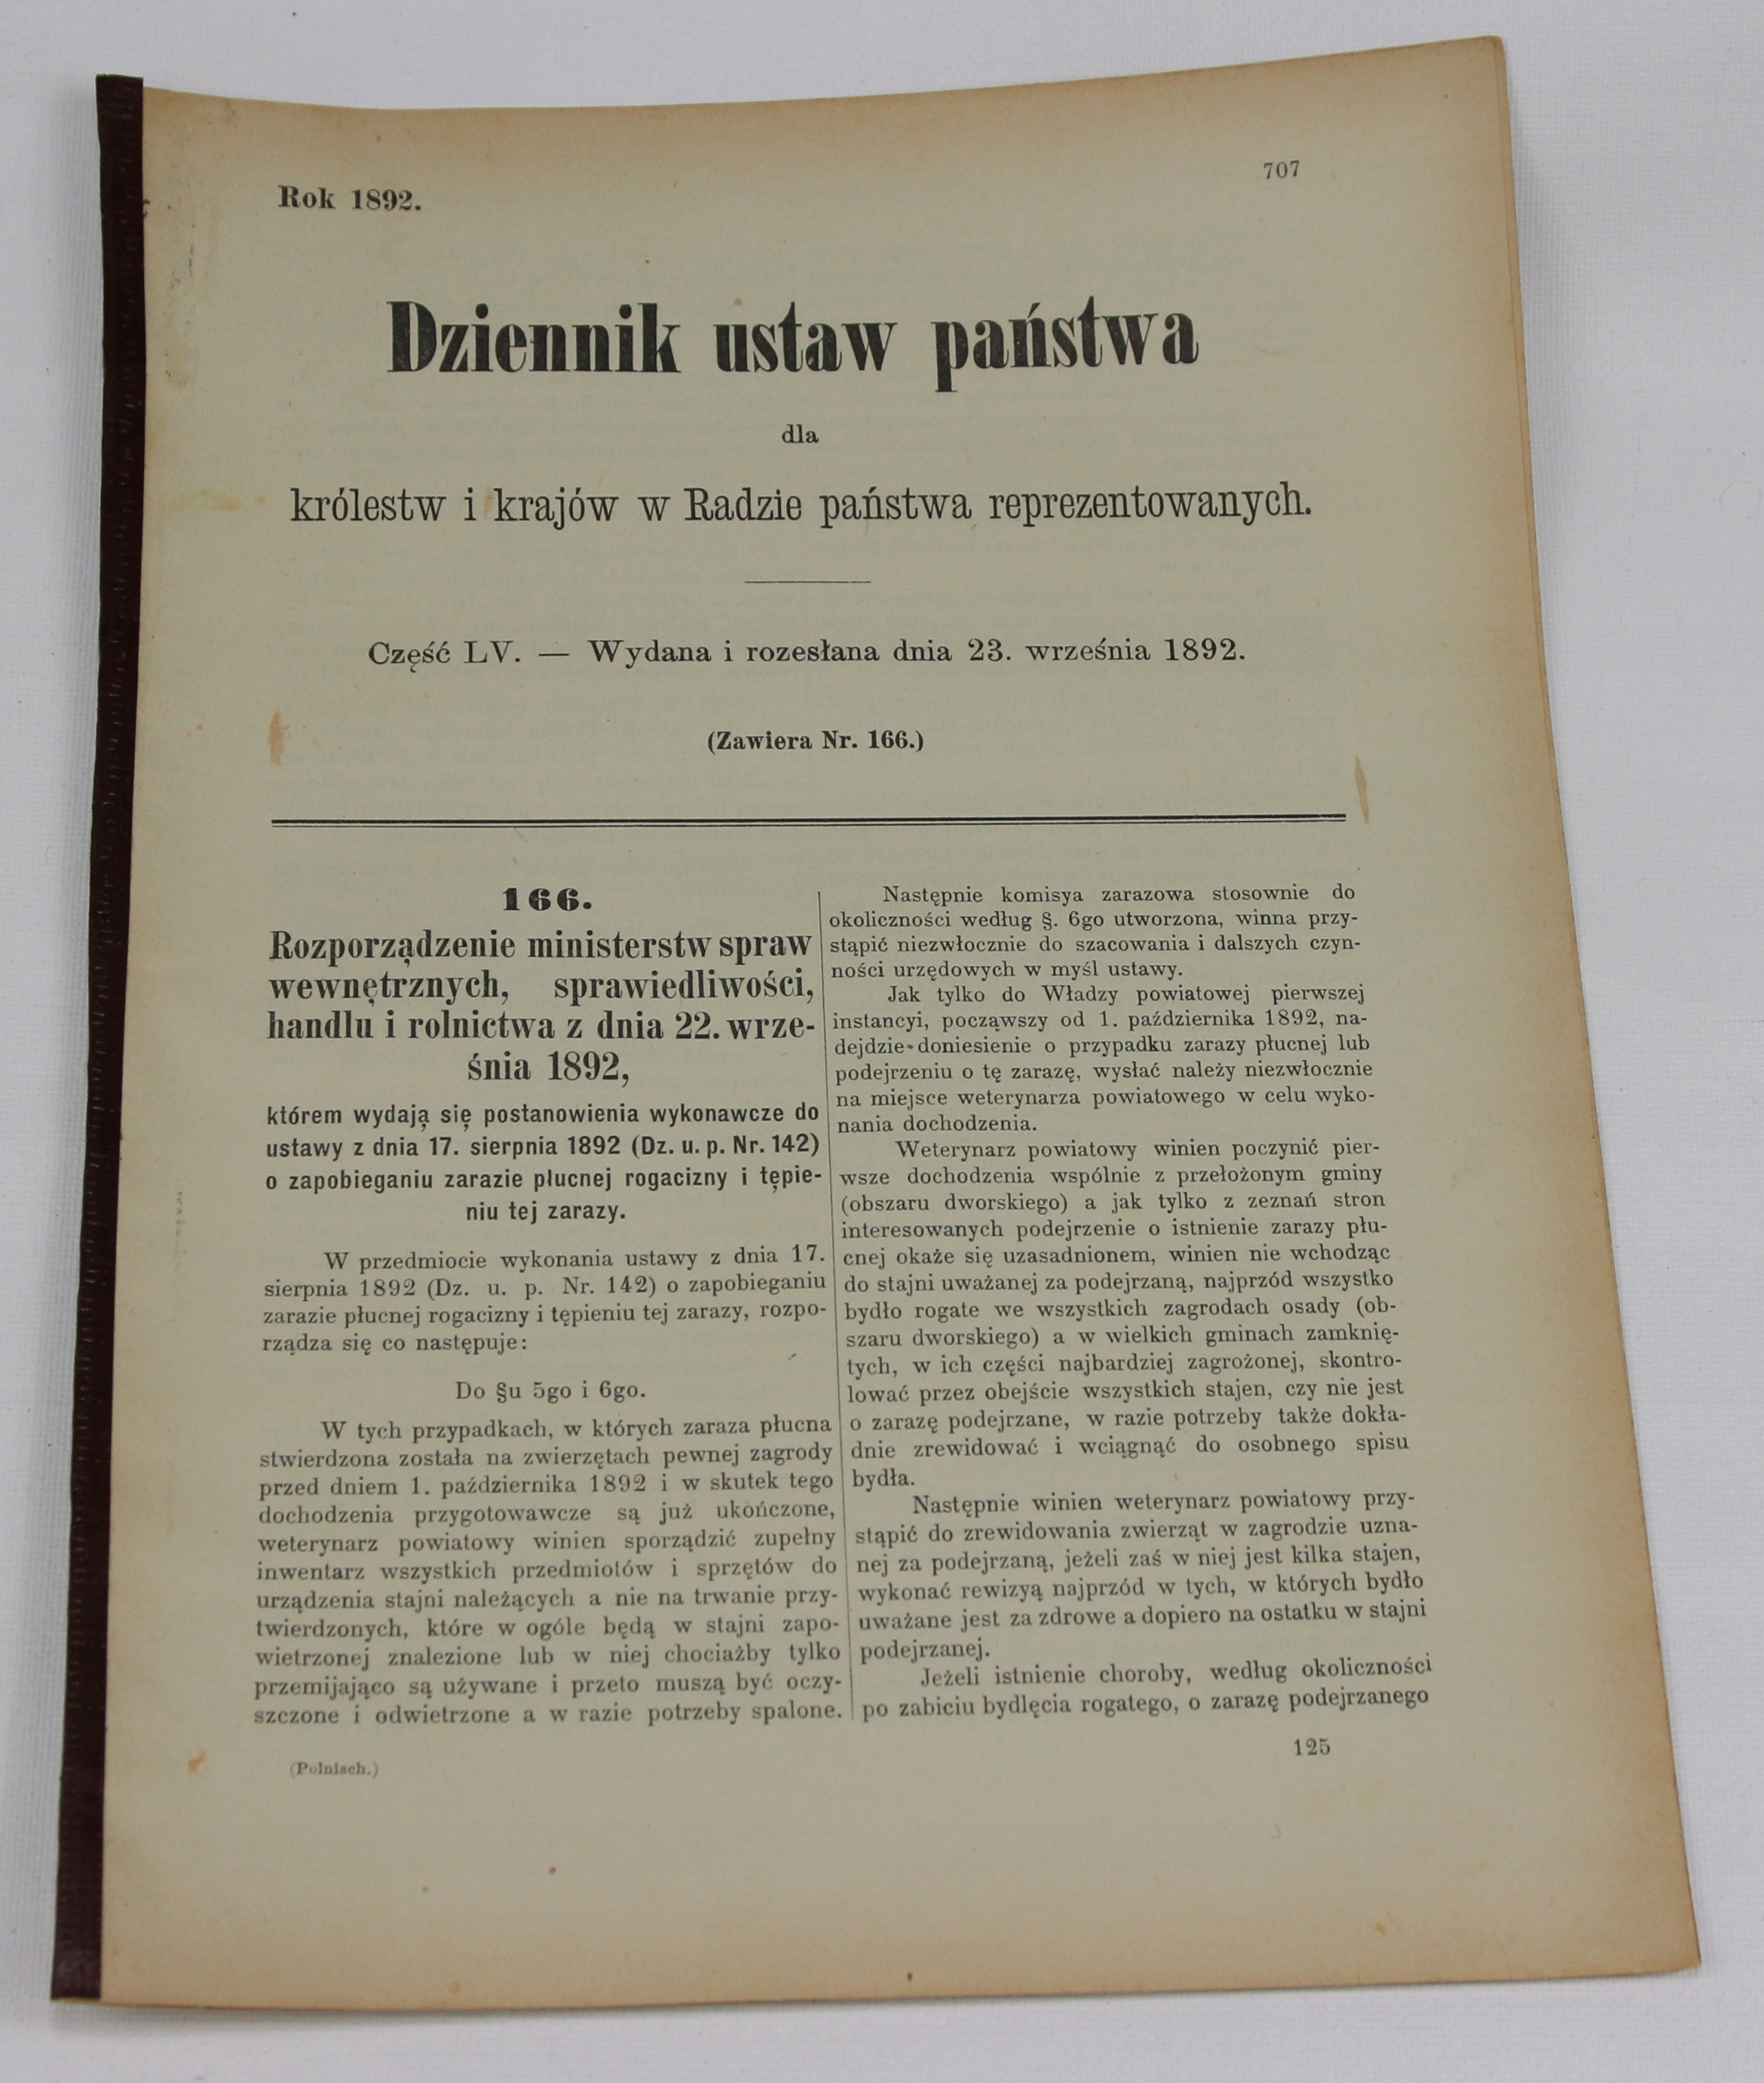 707
Rok 1892.
Dziennik ustaw państwa
dla
królestw i krajów w Radzie państwa reprezentowanych.
Część LV. — Wydana i rozesłana dnia 23. września 1892.
(Zawiera Nr. 166.)
166.
Rozporządzenie ministerstw spraw
wewnętrznych, sprawiedliwości,
handlu i rolnictwa z dnia 22. wrze-
śnia 1892,
którem wydają się postanowienia wykonawcze do
ustawy z dnia 17. sierpnia 1892 (Dz. u. p. Nr. 142)
o zapobieganiu zarazie płucnej rogacizny i tępie-
niu tej zarazy.
W przedmiocie wykonania ustawy z dnia 17.
sierpnia 1892 (Dz. u. p. Nr. 142) o zapobieganiu
zarazie płucnej rogacizny i tępieniu tej zarazy, rozpo-
rządza się co następuje:
Do §u 5go i 6go.
W tych przypadkach, w których zaraza płucna
stwierdzona została na zwierzętach pewnej zagrody
przed dniem 1. października 1892 i w skutek tego
dochodzenia przygotowawcze są już ukończone,
weterynarz powiatowy winien sporządzić zupełny
inwentarz wszystkich przedmiotów i sprzętów do
urządzenia stajni należących a nie na trwanie przy-
twierdzonych, które w ogóle będą w stajni zapo-
wietrzonej znalezione lub w niej chociażby tylko
przemijająco są używane i przeto muszą być oczy-
szczone i odwietrzone a w razie potrzeby spalone.
Następnie komisya zarazowa stosownie do
okoliczności według §. 6go utworzona, winna przy-
stąpić niezwłocznie do szacowania i dalszych czyn-
ności urzędowych w myśl ustawy.
Jak tylko do Władzy powiatowej pierwszej
instancyi, począwszy od 1. października 1892, na-
dejdzie doniesienie o przypadku zarazy płucnej lub
podejrzeniu o tę zarazę, wysłać należy niezwłocznie
na miejsce weterynarza powiatowego w celu wyko-
nania dochodzenia.
Weterynarz powiatowy winien poczynić pier-
wsze dochodzenia wspólnie z przełożonym gminy
(obszaru dworskiego) a jak tylko z zeznań stron
interesowanych podejrzenie o istnienie zarazy płu-
cnej okaże się uzasadnionem, winien nie wchodząc
do stajni uważanej za podejrzaną, najprzód wszystko
bydło rogate we wszystkich zagrodach osady (ob-
szaru dworskiego) a w wielkich gminach zamknię-
tych, w ich części najbardziej zagrożonej, skontro-
lować przez obejście wszystkich stajen, czy nie jest
o zarazę podejrzane, w razie potrzeby także dokła-
dnie zrewidować i wciągnąć do osobnego spisu
bydła.
Następnie winien weterynarz powiatowy przy-
stąpić do zrewidowania zwierząt w zagrodzie uzna-
nej za podejrzaną, jeżeli zaś w niej jest kilka stajen,
wykonać rewizyą najprzód w tych, w których bydło
uważane jest za zdrowe a dopiero na ostatku w stajni
podejrzanej.
Jeżeli istnienie choroby, według okoliczności
po zabiciu bydlęcia rogatego, o zarazę podejrzanego
(Polnisch.)
125